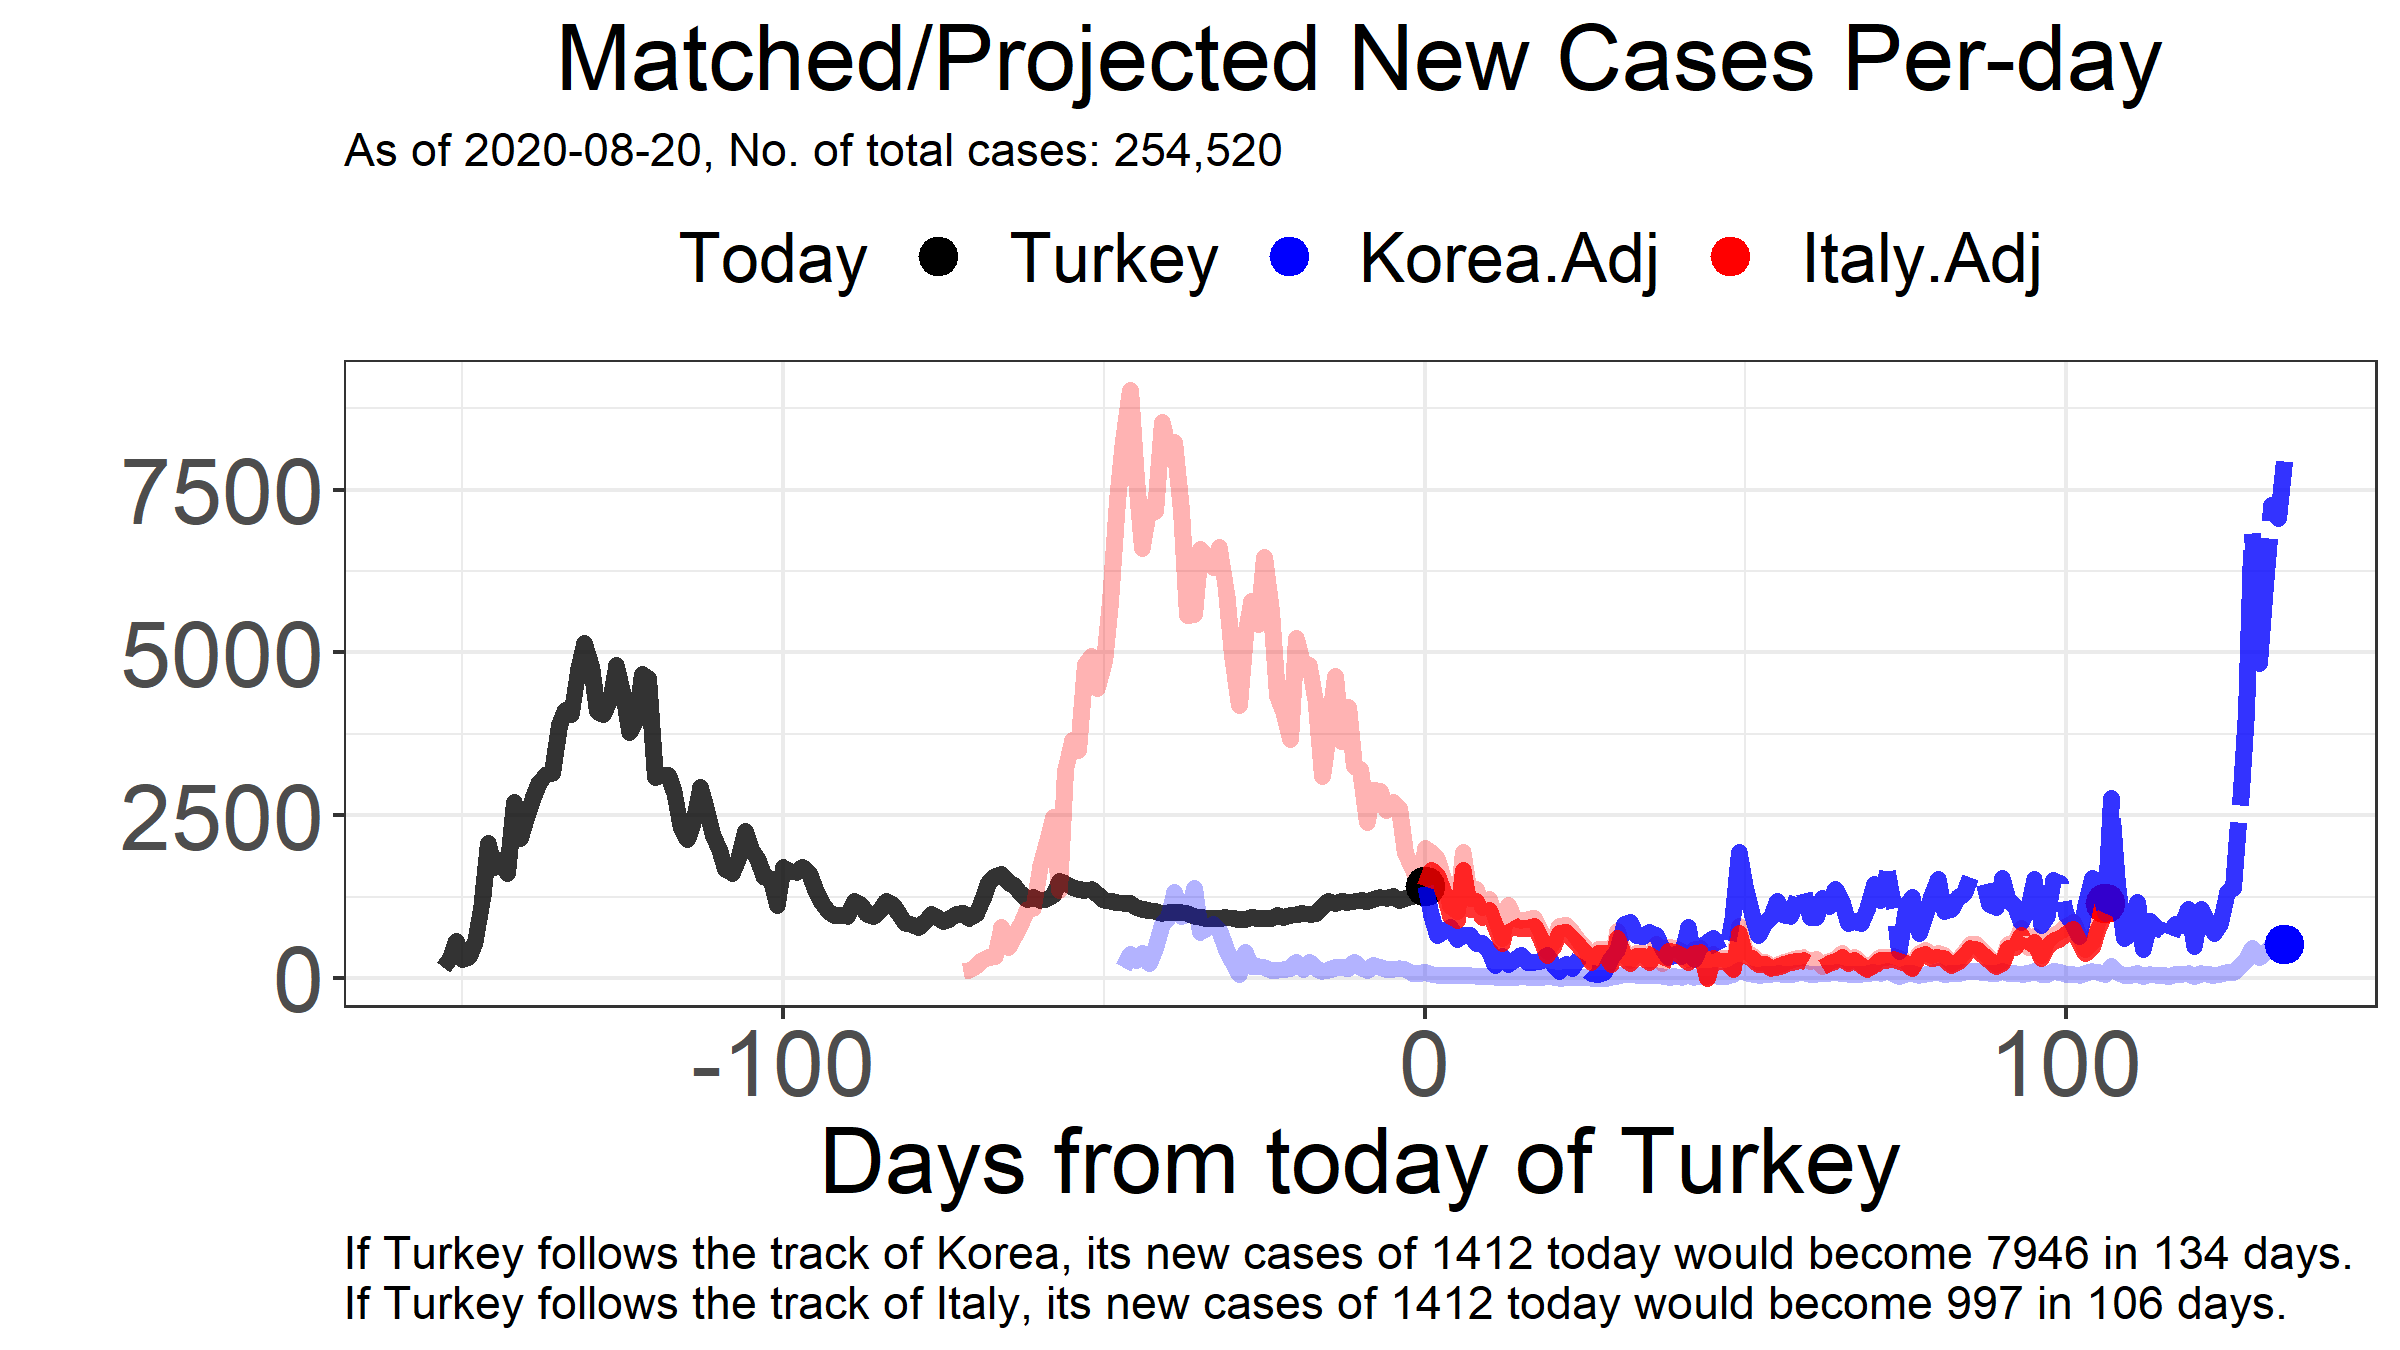 Matched/Projected New Cases Per-day
As of 2020-08-20, No. of total cases: 254,520
Today Turkey Korea.Adj Italy.Adj
7500
5000
2500
0
-100 0 100
Days from today of Turkey
If Turkey follows the track of Korea, its new cases of 1412 today would become 7946 in 134 days.
If Turkey follows the track of Italy, its new cases of 1412 today would become 997 in 106 days.